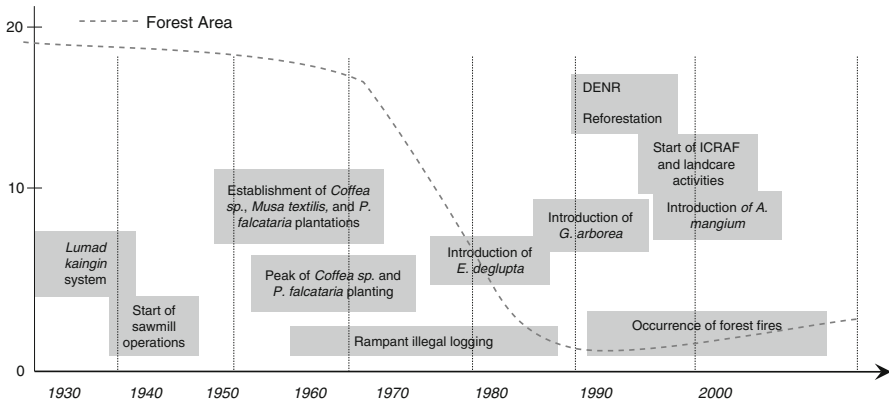 20
Forest Area
DENR
Reforestation
Start of ICRAF
and landcare
activities
10
Establishment of Coffea
sp., Musa textilis, and P.
falcataria plantations
Introduction of
G. arborea
Introduction of A.
mangium
Lumad
kaingin
system
Introduction of
E. deglupta
Peak of Coffea sp. and
P. falcataria planting
Start of
sawmill
operations
Rampant illegal logging
Occurrence of forest fires
0
1930 1940 1950 1960 1970 1980 1990 2000